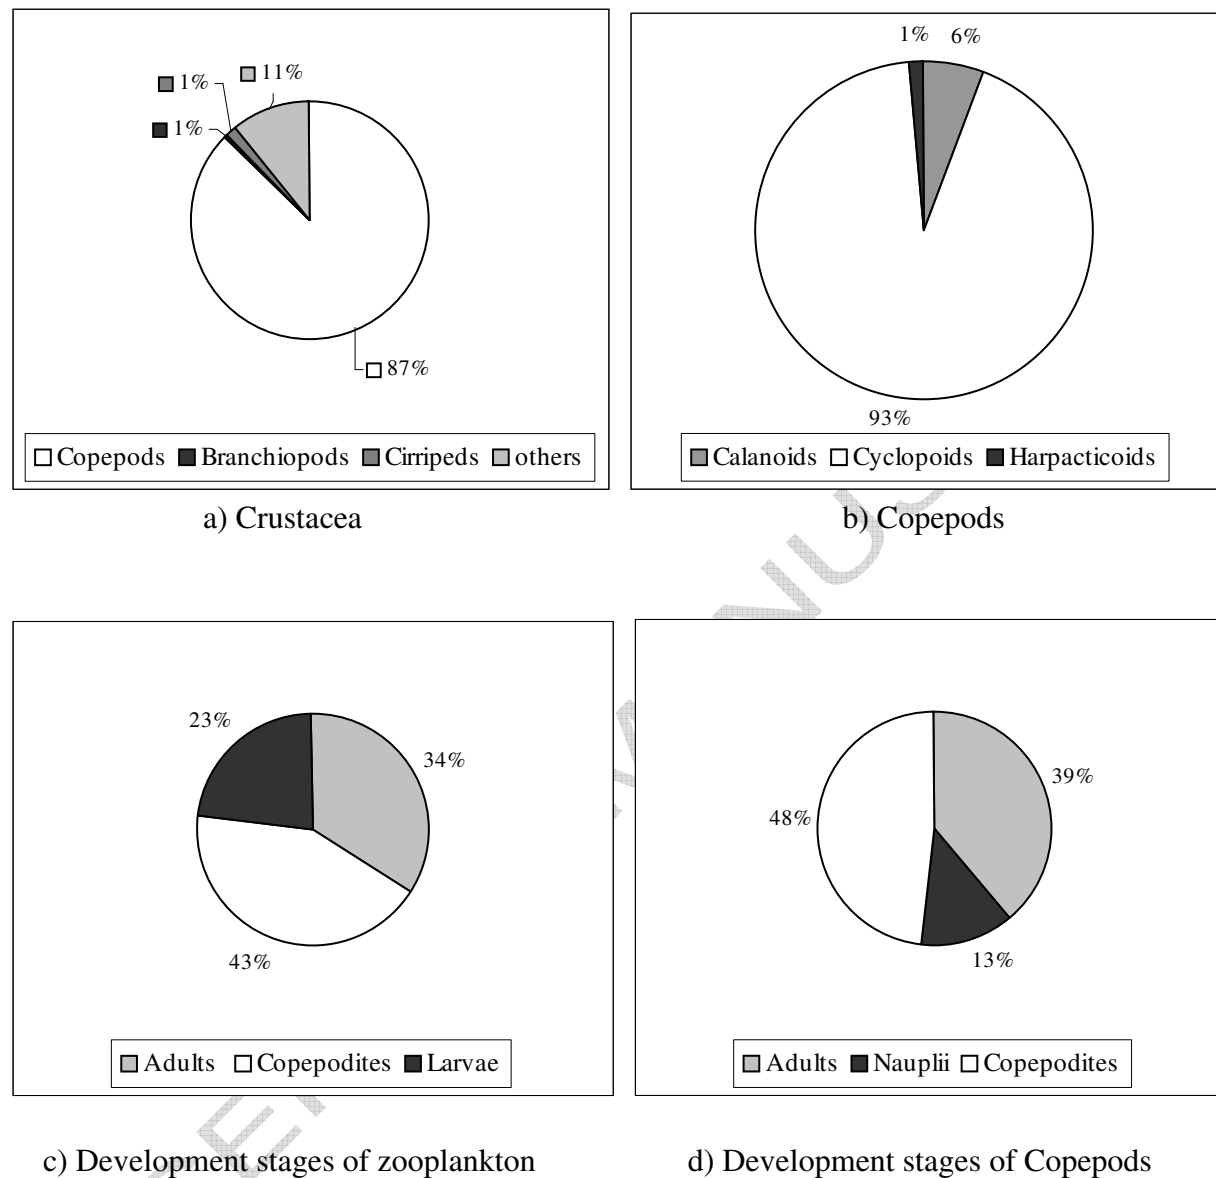 1% 11%
1%
87%
Copepods Branchiopods Cirripeds others
a) Crustacea
1% 6%
93%
Calanoids Cyclopoids Harpacticoids
b) Copepods
23%
34%
43%
Adults Copepodites Larvae
c) Development stages of zooplankton
39%
48%
13%
Adults Nauplii Copepodites
d) Development stages of Copepods